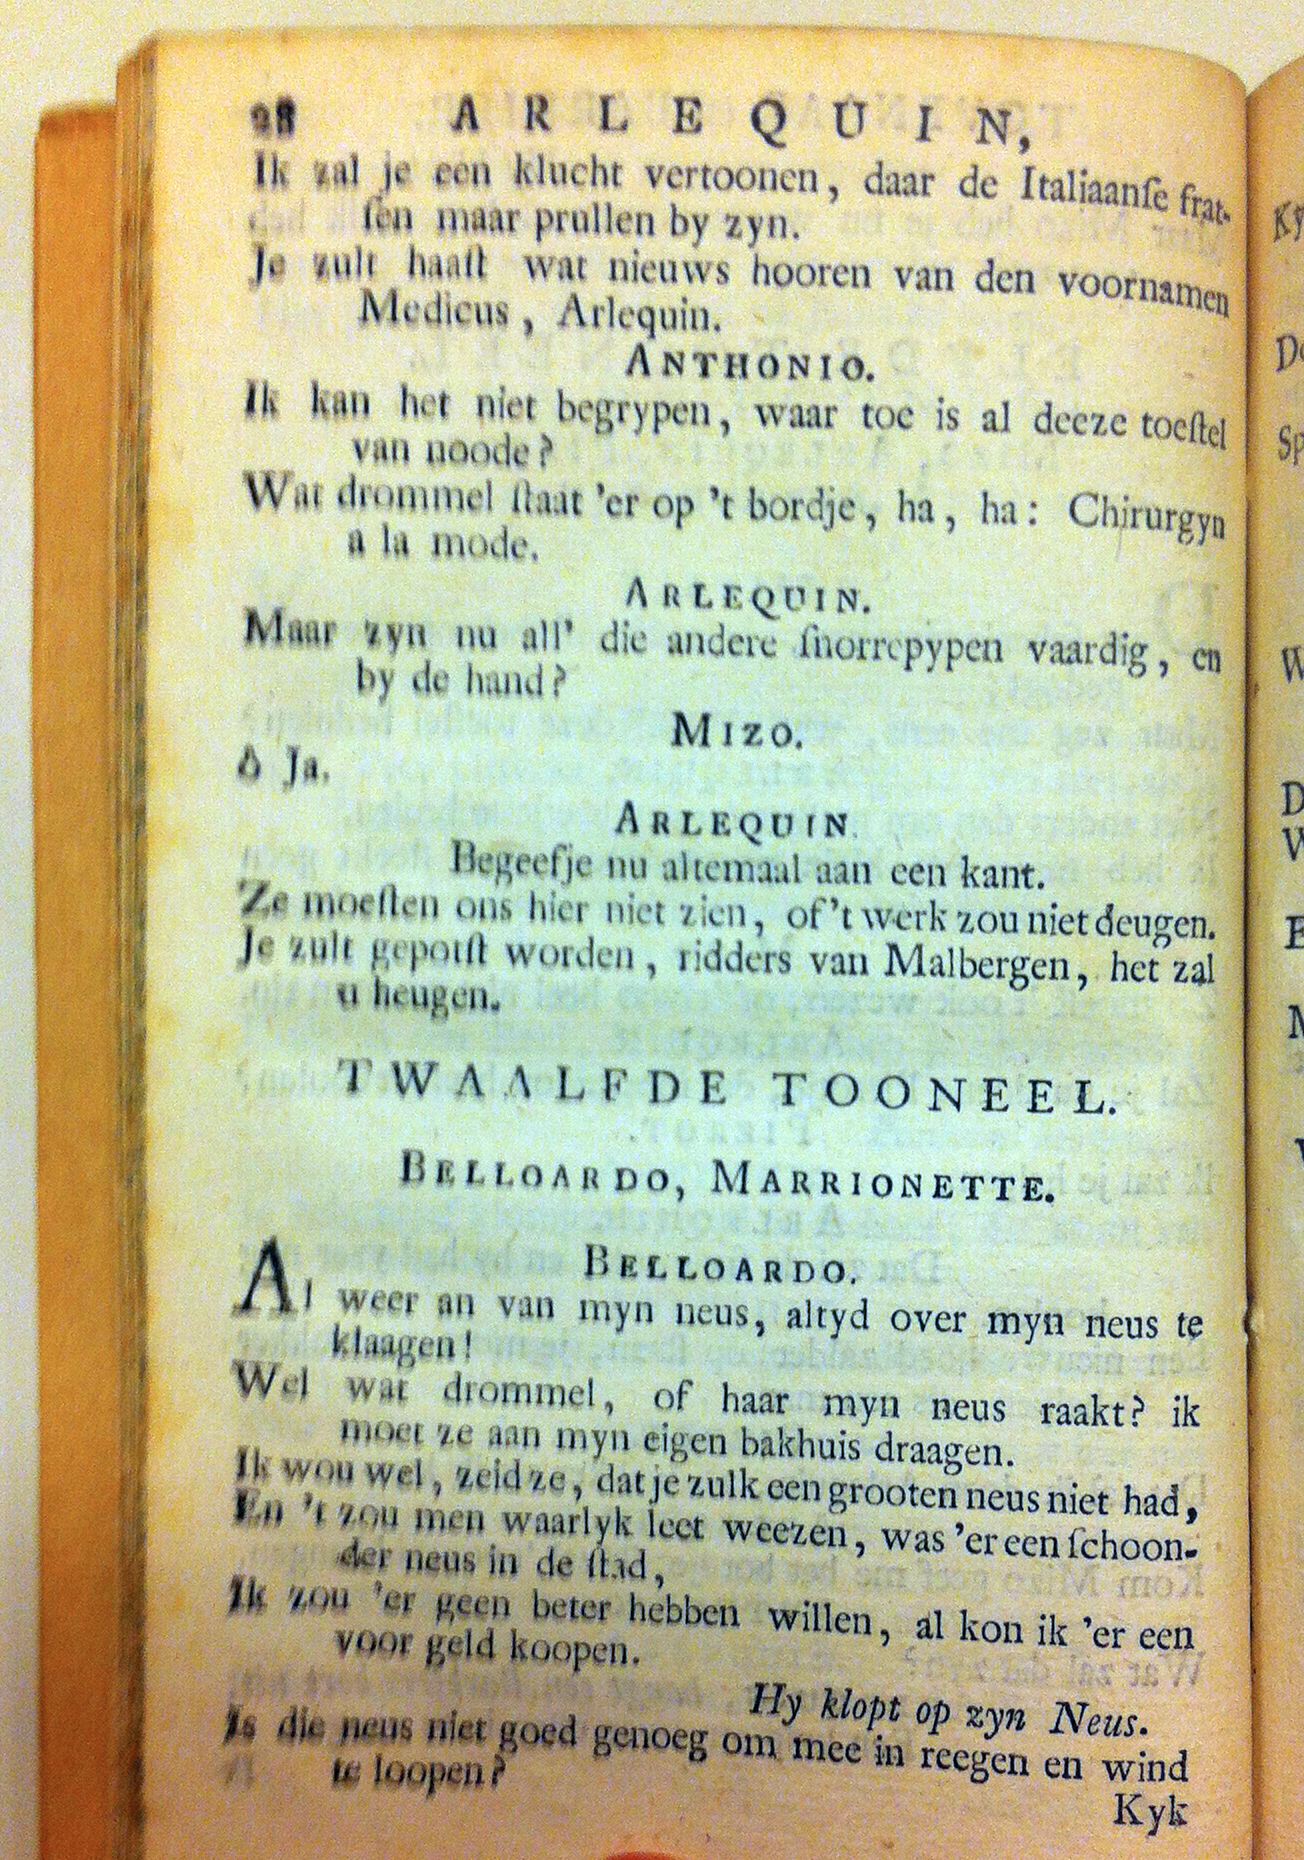 28 ARLEQUIN,
Ik zal je een klucht vertoonen, daar de Italiaanſe frat-
ſen maar prullen by zyn.
Je zult haaſt wat nieuws hooren van den voornamen
Medicus, Arlequin.
ANTHONIO.
Ik kan het niet begrypen, waar toe is al deeze toeſtel
van noode?
Wat drommel ſtaat 'er op 't bordje, ha, ha: Chirurgyn
a la mode.
ARLEQUIN.
Maar zyn nu all' die andere ſnorrepypen vaardig, en
by de hand?
MIZO.
ô Ja.
ARLEQUIN.
Begeefje nu altemaal aan een kant.
Ze moeſten ons hier niet zien, of 't werk zou niet deugen.
Je zult gepotſt worden, ridders van Malbergen, het zal
u heugen.
TWAALFDE TOONEEL.
BELLOARDO, MARRIONETTE.
BELLOARDO.
Al weer an van myn neus, altyd over myn neus te
klaagen!
Wel wat drommel, of haar myn neus raakt? ik
moet ze aan myn eigen bakhuis draagen.
Ik wou wel, zeid ze, dat je zulk een grooten neus niet had,
En 't zou men waarlyk leet weezen, was 'er een ſchoon-
der neus in de ſtad,
Ik zou 'er geen beter hebben willen, al kon ik 'er een
voor geld koopen.
Hy klopt op zyn Neus.
Is die neus niet goed genoeg om mee in reegen en wind
te loopen?
Kyk